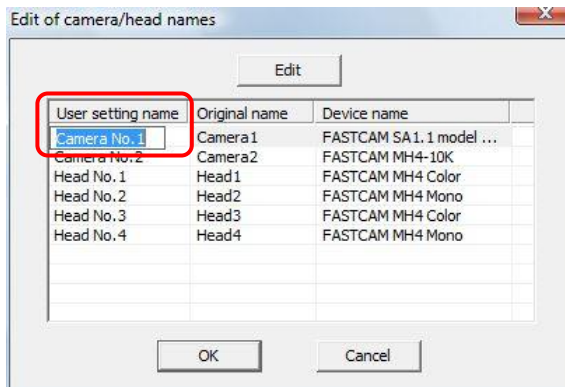 Edit of camera/head names
Edit
User setting name Original name Device name
Camera No.1 Camera1 FASTCAM SA1.1 model ...
Camera No.2 Camera2 FASTCAM MH4-10K
Head No.1 Head1 FASTCAM MH4 Color
Head No.2 Head2 FASTCAM MH4 Mono
Head No.3 Head3 FASTCAM MH4 Color
Head No.4 Head4 FASTCAM MH4 Mono
OK Cancel